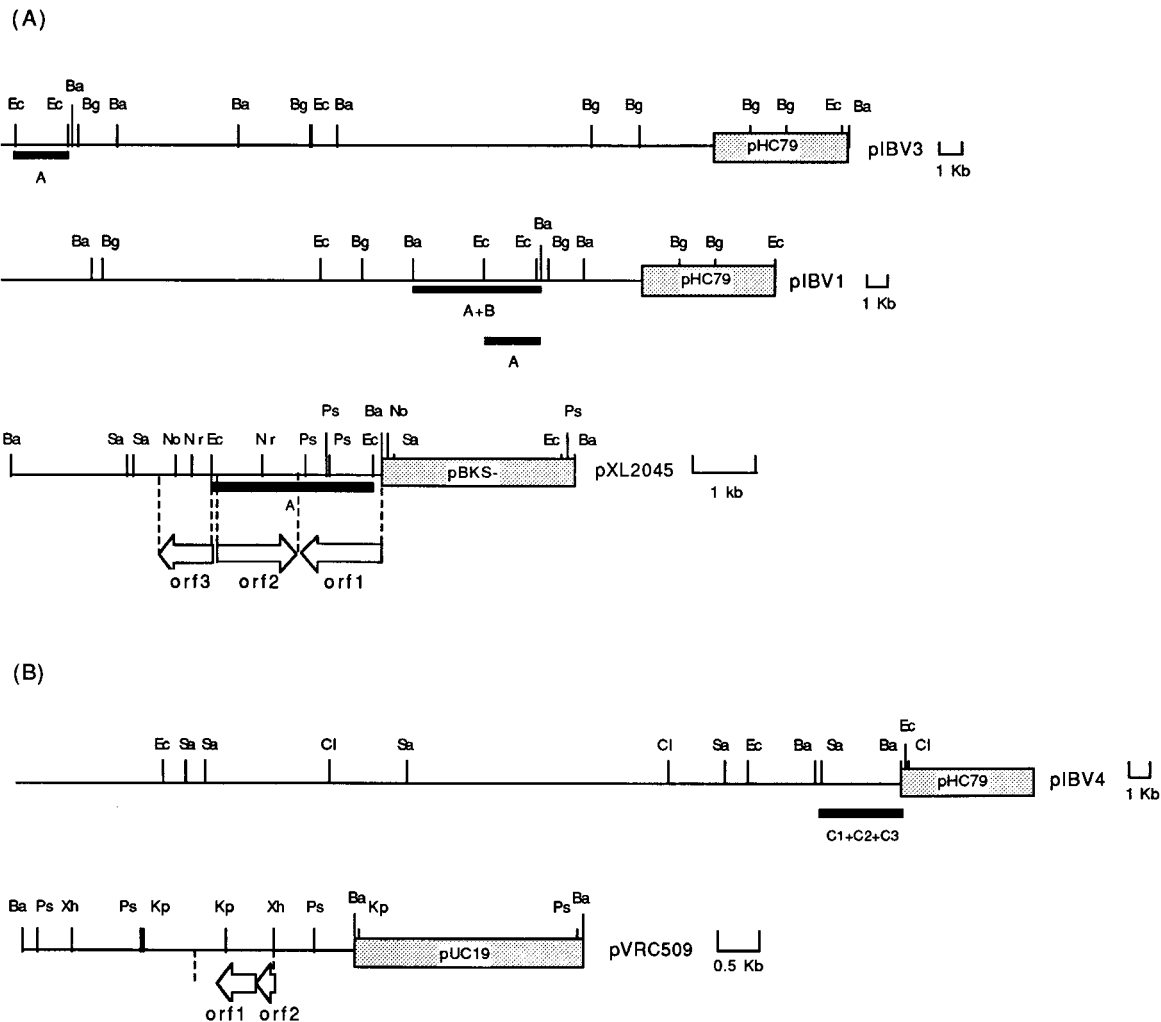 (A)
Ba
Ec Ec Bg Ba Ba Bg Ec Ba Bg Bg Bg Bg Ec Ba
pHC79
pIBV3
1 Kb
A
Ba
Ba Bg Ec Bg Ba Ec Ec Bg Ba Bg Bg Ec
pHC79
pIBV1
1 Kb
A+B
A
Ps Ba No Ps
Ba Sa Sa No Nr Ec Nr Ps Ps Ec Sa Ec Ba
pBKS-
pXL2045
1 kb
A
orf3 orf2 orf1
(B)
Ec
Ec Sa Sa Cl Sa Cl Sa Ec Ba Sa Ba Cl
pHC79
pIBV4
1 Kb
C1+C2+C3
Ba Ps Xh Ps Kp Kp Xh Ps Ba Kp Ps Ba
pUC19
pVRC509
0.5 Kb
orf1 orf2